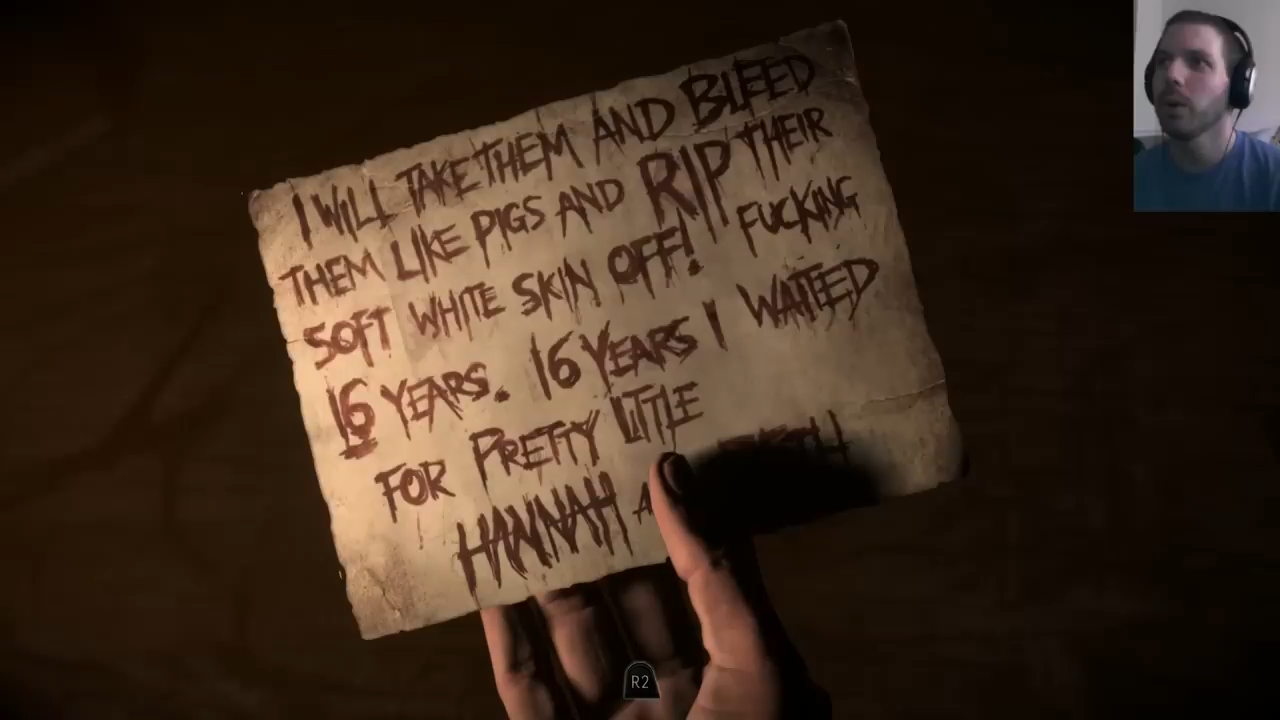 I WILL TAKE THEM AND BLEED
THEM LIKE PIGS AND RIP THEIR
SOFT WHITE SKIN OFF! FUCKING
16 YEARS. 16 YEARS I WAITED
FOR PRETTY LITTLE
HANNAH
R2